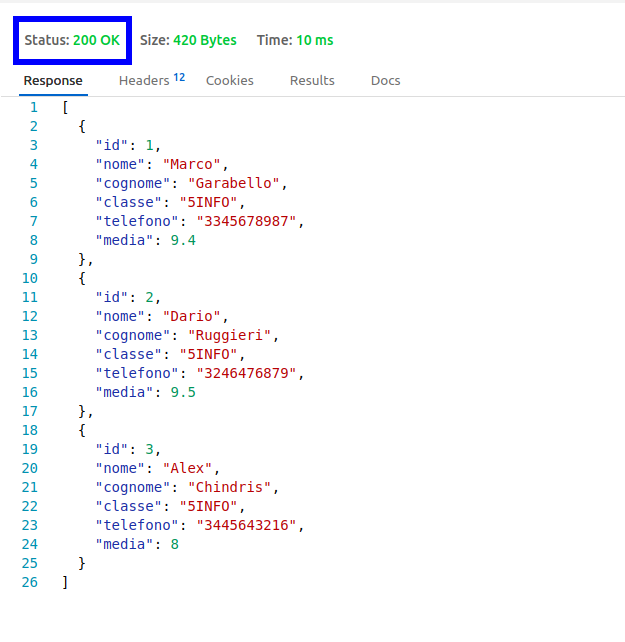 Status: 200 OK Size: 420 Bytes Time: 10 ms
Response Headers 12 Cookies Results Docs
1 [
2 {
3 "id": 1,
4 "nome": "Marco",
5 "cognome": "Garabello",
6 "classe": "5INFO",
7 "telefono": "3345678987",
8 "media": 9.4
9 },
10 {
11 "id": 2,
12 "nome": "Dario",
13 "cognome": "Ruggieri",
14 "classe": "5INFO",
15 "telefono": "3246476879",
16 "media": 9.5
17 },
18 {
19 "id": 3,
20 "nome": "Alex",
21 "cognome": "Chindris",
22 "classe": "5INFO",
23 "telefono": "3445643216",
24 "media": 8
25 }
26 ]